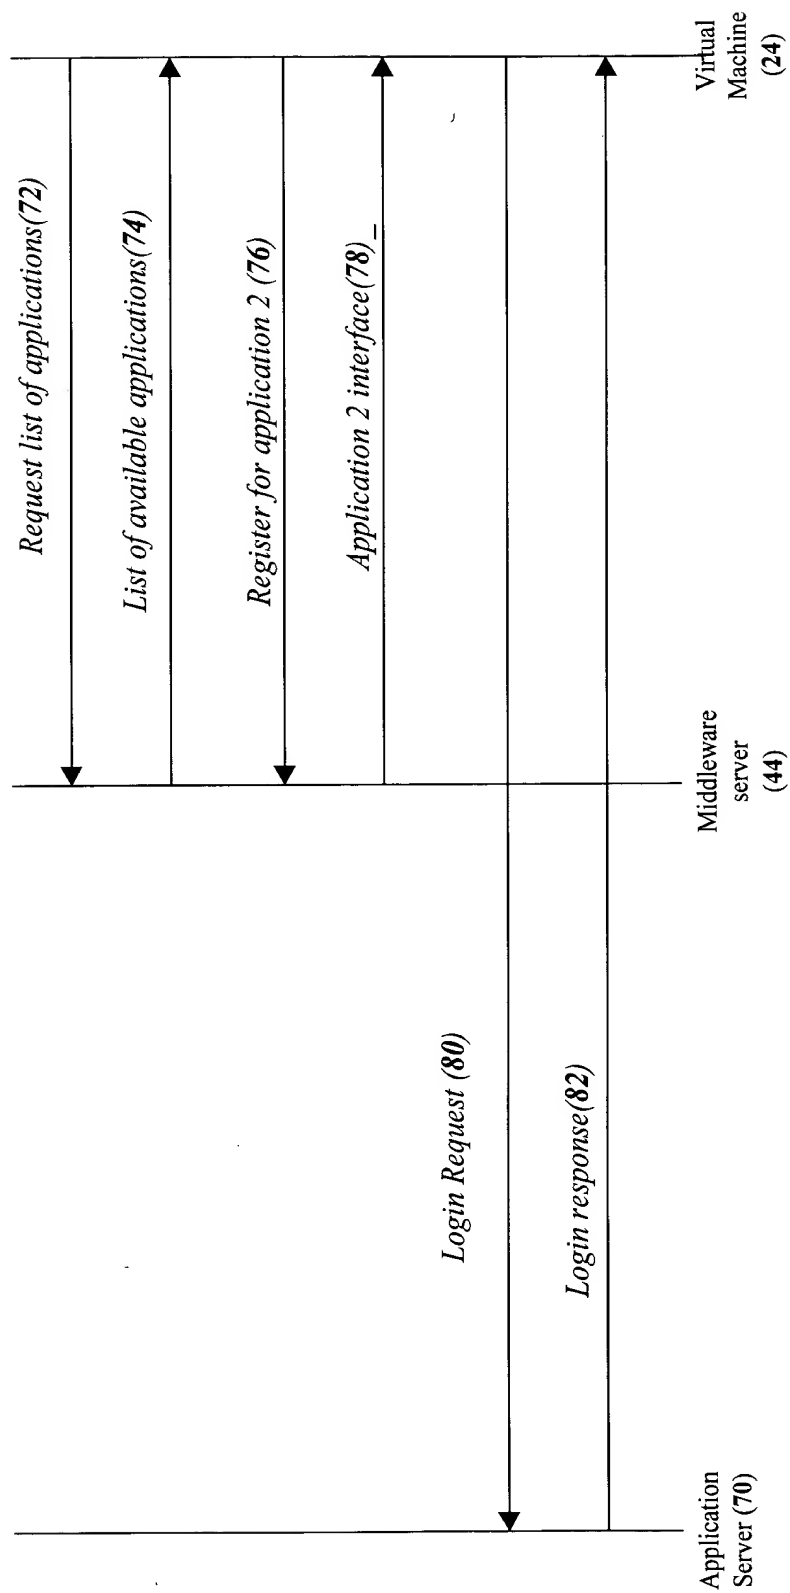 Request list of applications(72)
List of available applications(74)
Register for application 2 (76)
Application 2 interface(78)_
Login Request (80)
Login response(82)
Application
Server (70)
Middleware
server
(44)
Virtual
Machine
(24)